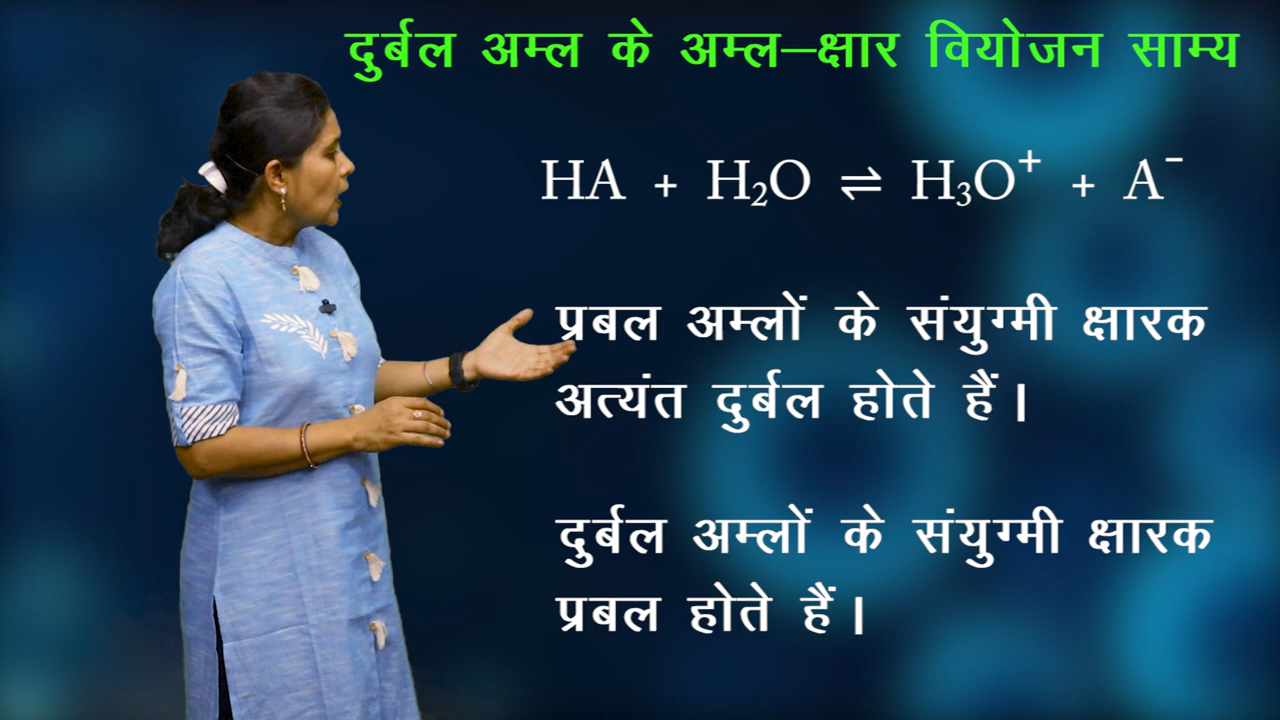 दुर्बल अम्ल के अम्ल–क्षार वियोजन साम्य
HA + H₂O ⇌ H₃O⁺ + A⁻
प्रबल अम्लों के संयुग्मी क्षारक
अत्यंत दुर्बल होते हैं।
दुर्बल अम्लों के संयुग्मी क्षारक
प्रबल होते हैं।